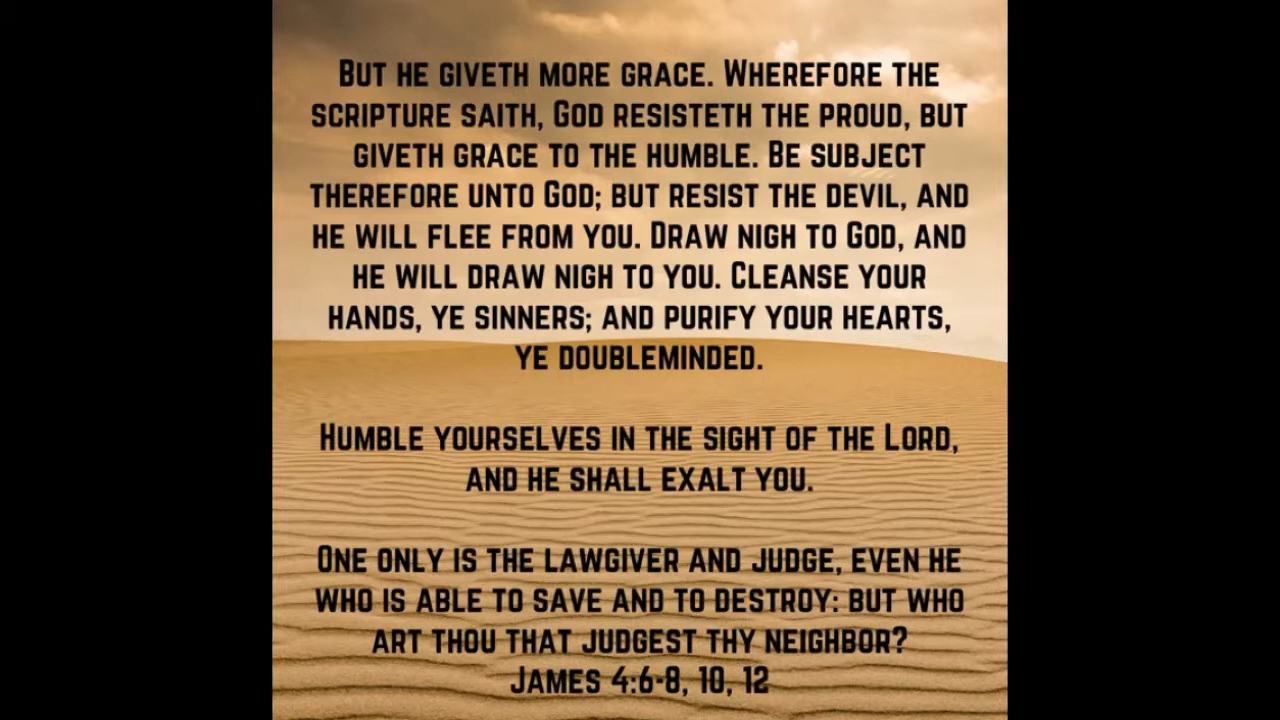 But he giveth more grace. Wherefore the
scripture saith, God resisteth the proud, but
giveth grace to the humble. Be subject
therefore unto God; but resist the devil, and
he will flee from you. Draw nigh to God, and
he will draw nigh to you. Cleanse your
hands, ye sinners; and purify your hearts,
ye doubleminded.
Humble yourselves in the sight of the Lord,
and he shall exalt you.
One only is the lawgiver and judge, even he
who is able to save and to destroy: but who
art thou that judgest thy neighbor?
James 4:6-8, 10, 12